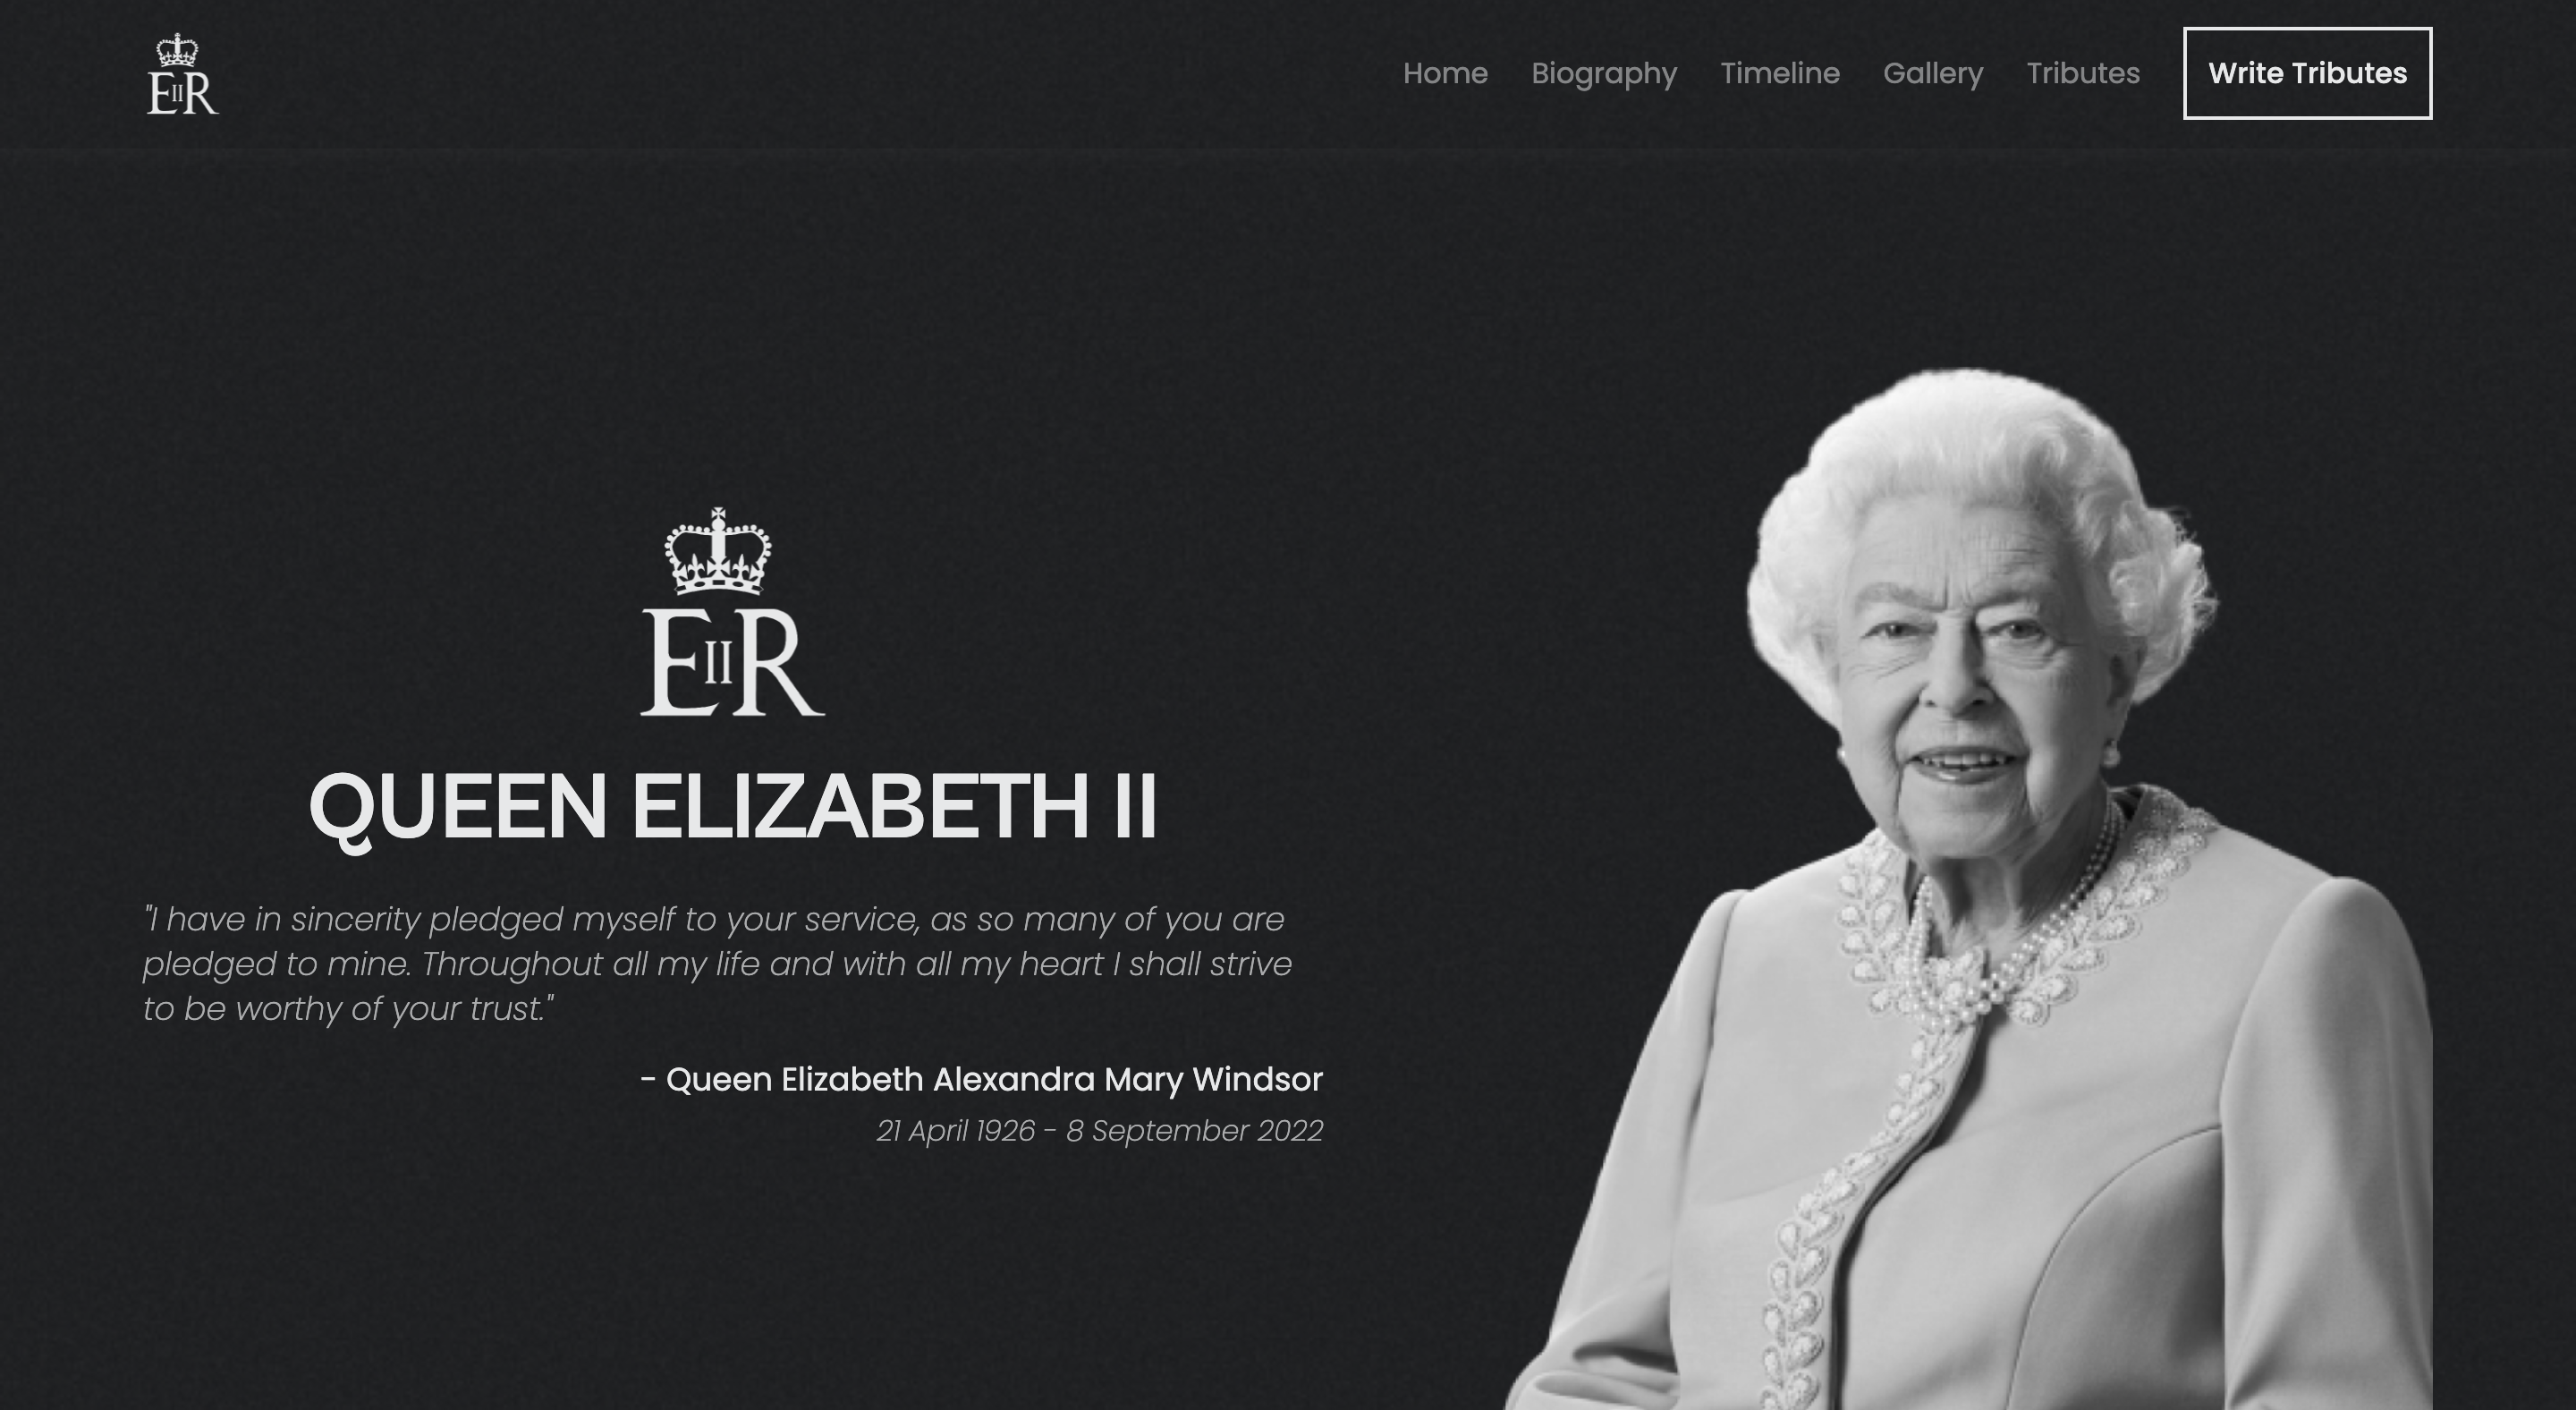 EIIR
Home Biography Timeline Gallery Tributes Write Tributes
EIIR
QUEEN ELIZABETH II
"I have in sincerity pledged myself to your service, as so many of you are
pledged to mine. Throughout all my life and with all my heart I shall strive
to be worthy of your trust."
- Queen Elizabeth Alexandra Mary Windsor
21 April 1926 - 8 September 2022